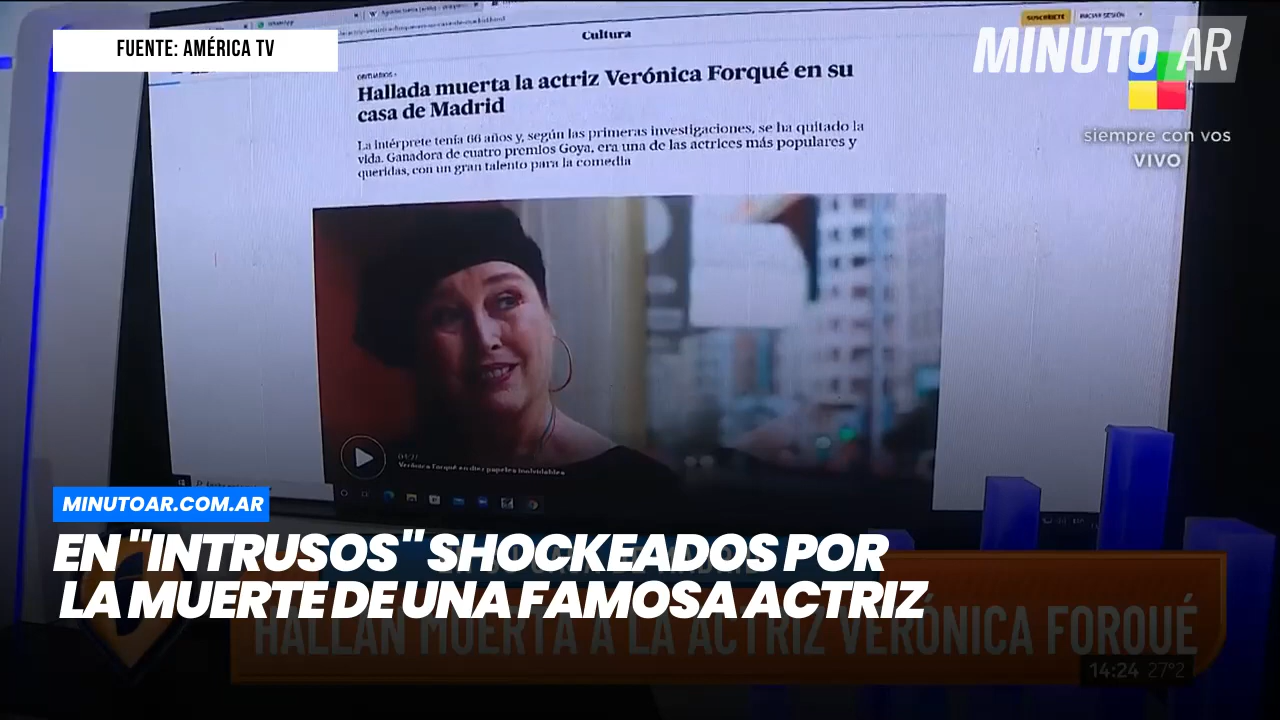 FUENTE: AMÉRICA TV
MINUTO AR
WhatsApp
SUSCRÍBETE
INICIAR SESIÓN
Cultura
Hallada muerta la actriz Verónica Forqué en su
casa de Madrid
La intérprete tenía 66 años y, según las primeras investigaciones, se ha quitado la
vida. Ganadora de cuatro premios Goya, era una de las actrices más populares y
queridas, con un gran talento para la comedia
siempre con vos
VIVO
Verónica Forqué en diez papeles inolvidables
MINUTOAR.COM.AR
EN "INTRUSOS" SHOCKEADOS POR
LA MUERTE DE UNA FAMOSA ACTRIZ
HALLAN MUERTA A LA ACTRIZ VERÓNICA FORQUÉ
14:24 27°2